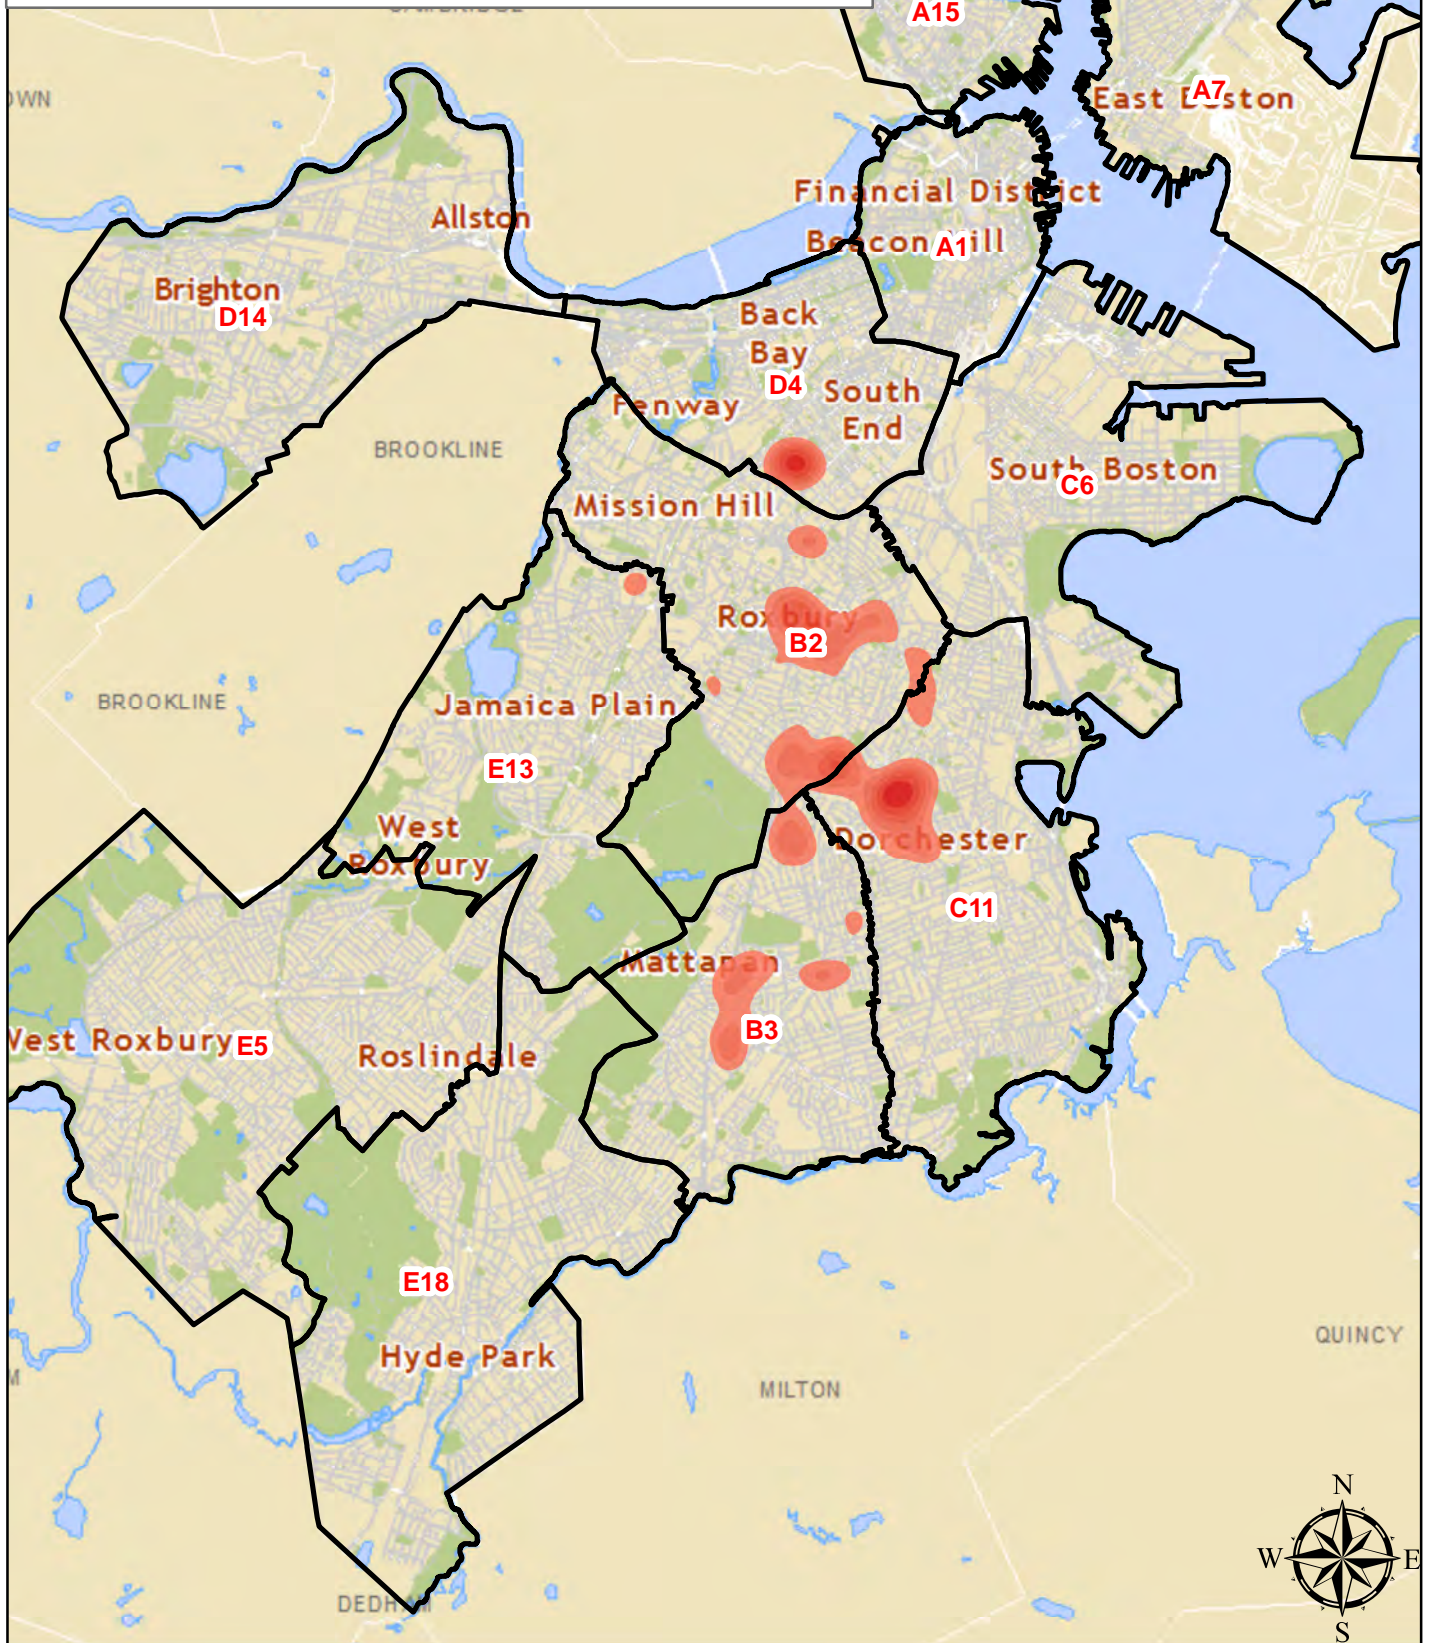 A15
A7
East Boston
Financial District
Beacon Hill
A1
Allston
Brighton
D14
Back
Bay
D4
South
End
Fenway
BROOKLINE
South Boston
C6
Mission Hill
Roxbury
B2
BROOKLINE
Jamaica Plain
E13
West
Roxbury
Dorchester
C11
Mattapan
B3
West Roxbury
E5
Roslindale
E18
Hyde Park
QUINCY
MILTON
DEDHAM
N
W
E
S